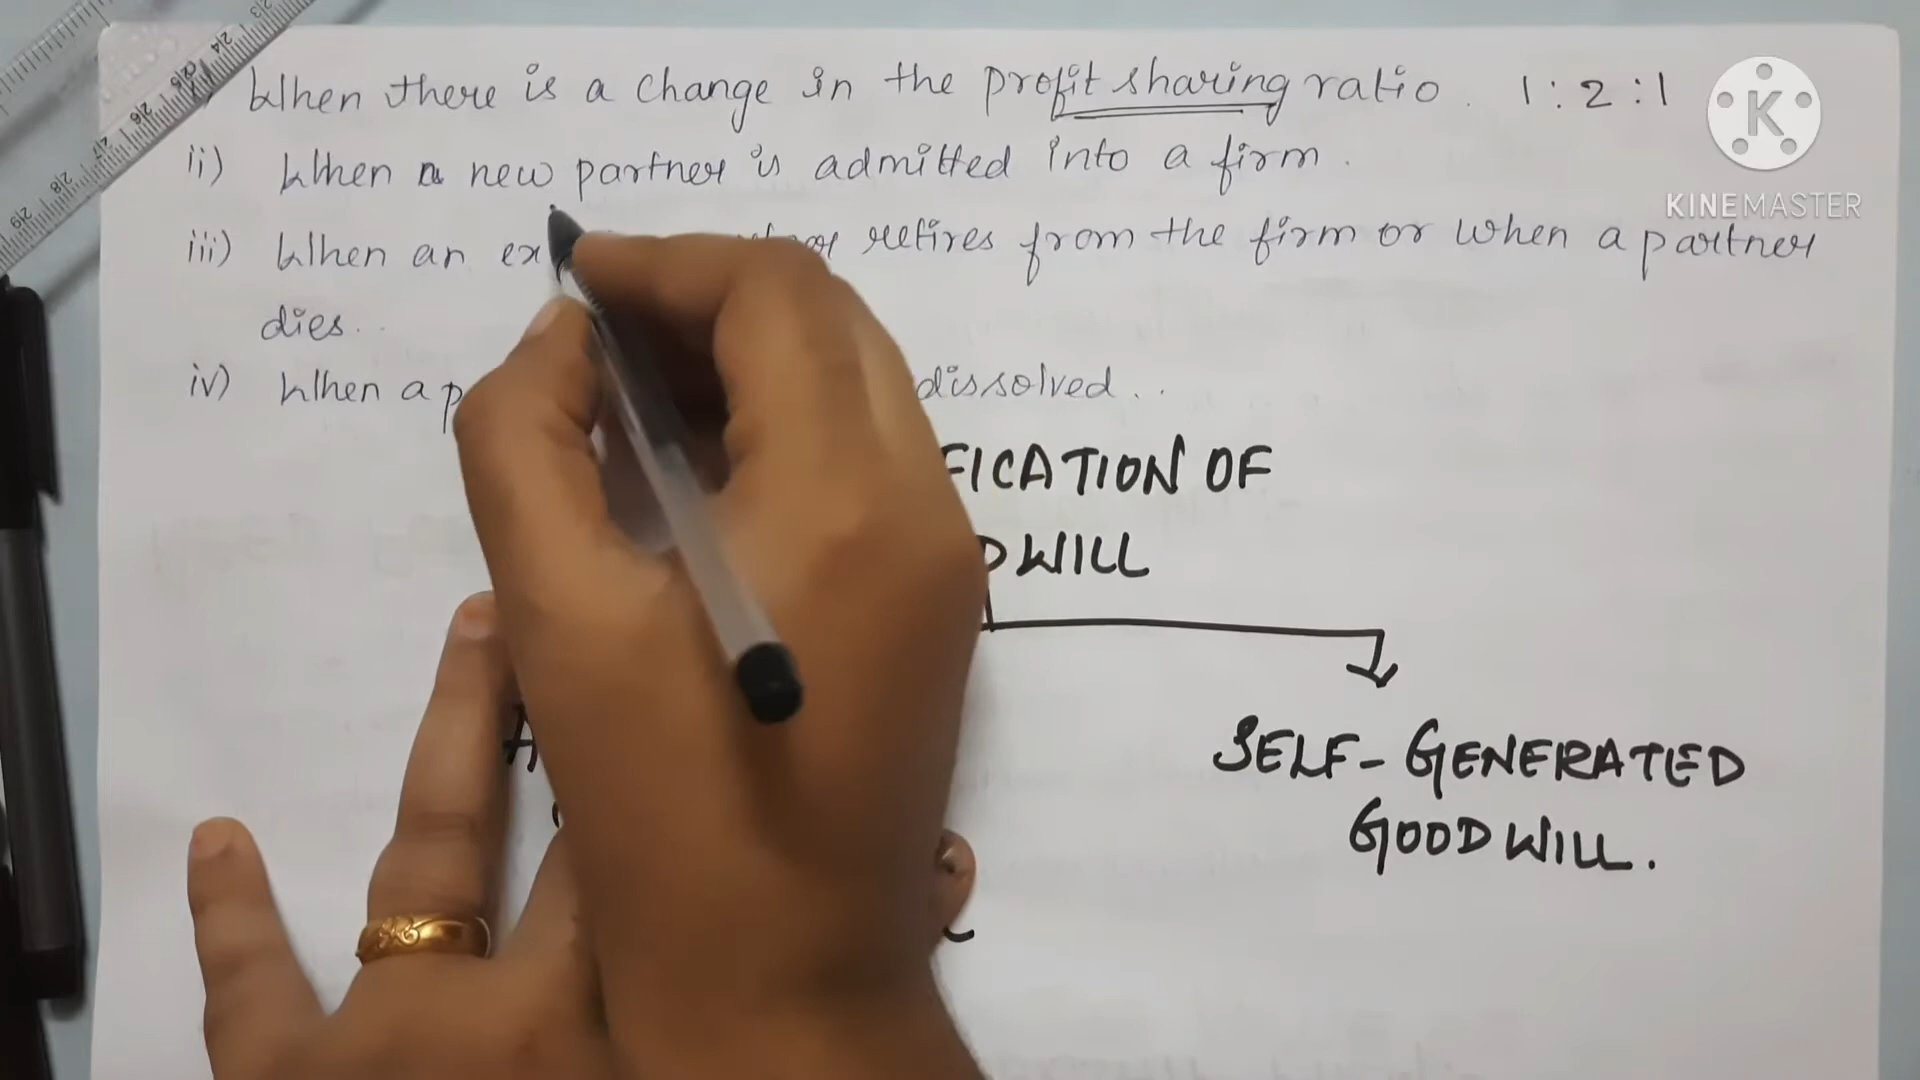 When there is a change in the profit sharing ratio. 1:2:1
ii) When a new partner is admitted into a firm.
iii) When an retires from the firm or when a partner
dies..
iv) When a dissolved..
FICATION OF
DWILL
SELF-GENERATED
GOODWILL.
K
KINEMASTER